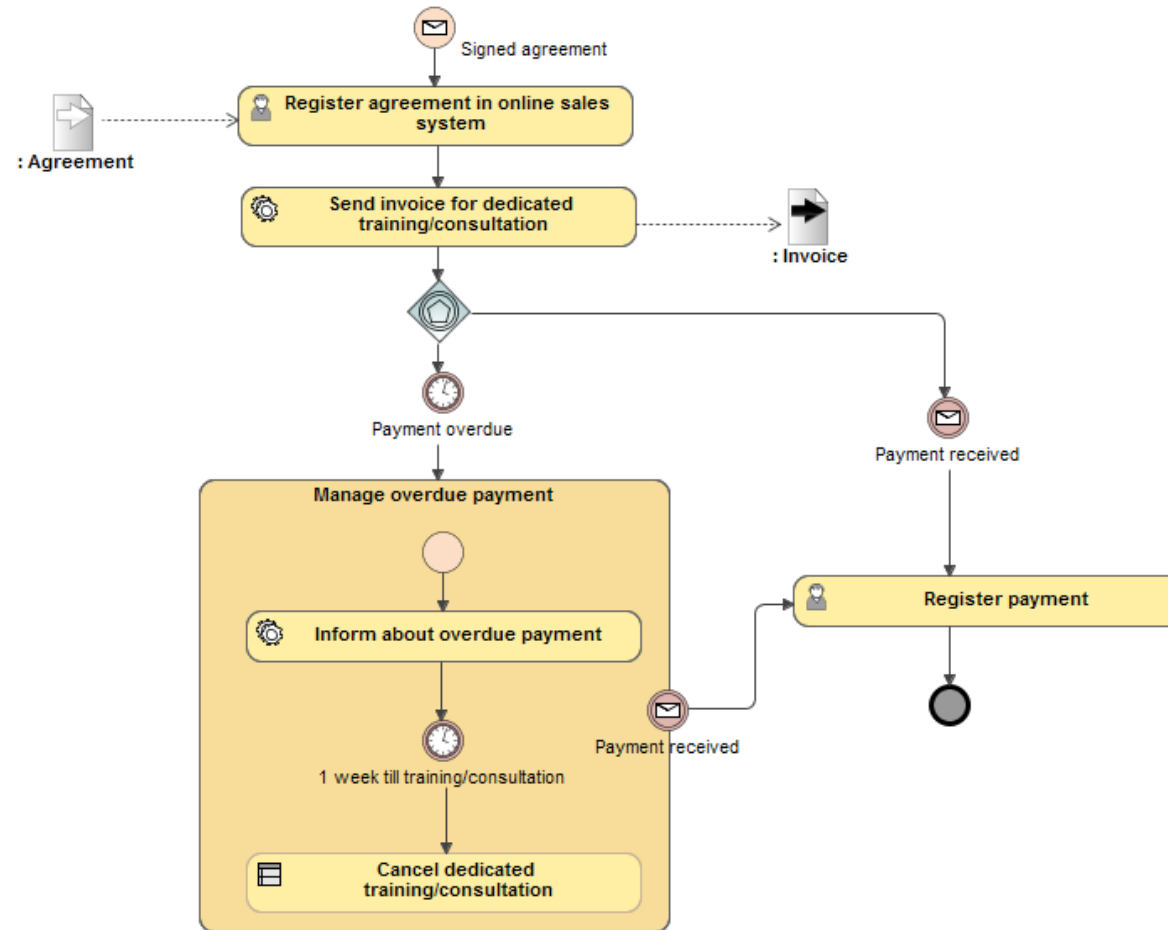 Signed agreement
Register agreement in online sales
system
: Agreement
Send invoice for dedicated
training/consultation
: Invoice
Payment overdue
Payment received
Manage overdue payment
Register payment
Inform about overdue payment
Payment received
1 week till training/consultation
Cancel dedicated
training/consultation